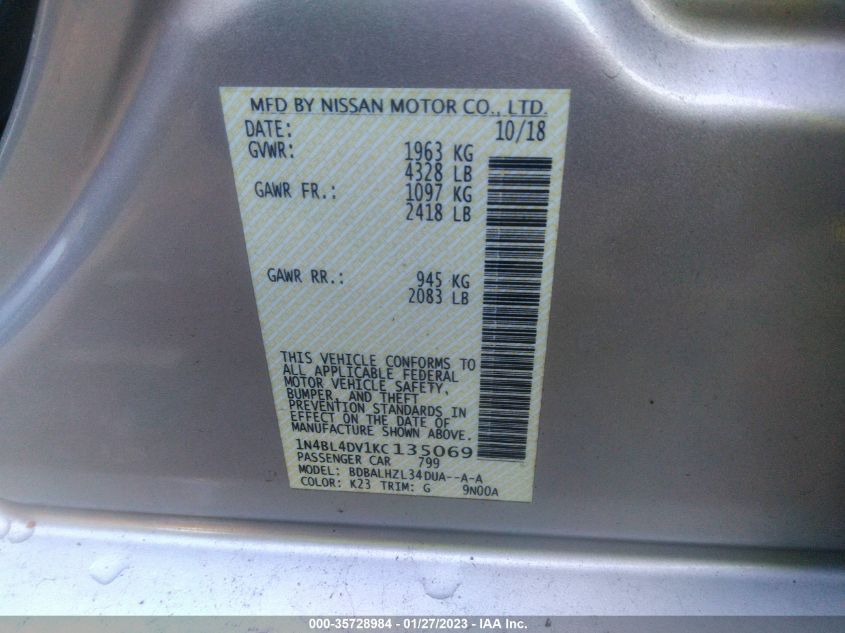 MFD BY NISSAN MOTOR CO., LTD.
DATE: 10/18
GVWR: 1963 KG
4328 LB
GAWR FR.: 1097 KG
2418 LB
GAWR RR.: 945 KG
2083 LB
THIS VEHICLE CONFORMS TO
ALL APPLICABLE FEDERAL
MOTOR VEHICLE SAFETY,
BUMPER, AND THEFT
PREVENTION STANDARDS IN
EFFECT ON THE DATE OF
MANUFACTURE SHOWN ABOVE.
1N4BL4DV1KC135069
PASSENGER CAR 799
MODEL: BDBALHZL34DUA--A-A
COLOR: K23 TRIM: G 9N00A
000-35728984 - 01/27/2023 - IAA Inc.